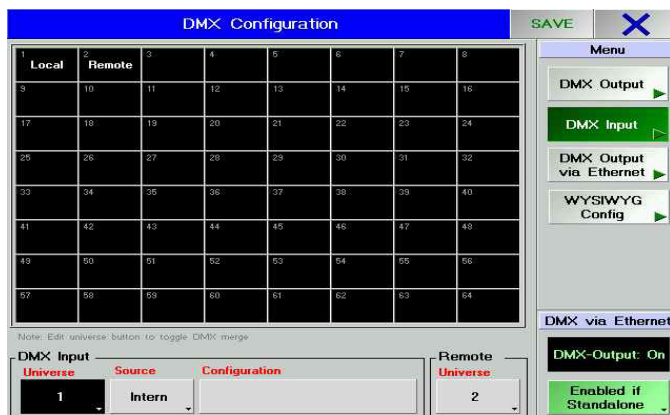 DMX Configuration
SAVE
1 2 3 4 5 6 7 8
Local Remote
9 10 11 12 13 14 15 16
17 18 19 20 21 22 23 24
25 26 27 28 29 30 31 32
33 34 35 36 37 38 39 40
41 42 43 44 45 46 47 48
49 50 51 52 53 54 55 56
57 58 59 60 61 62 63 64
Note: Edit universe button to toggle DMX merge
DMX Input
Universe Source Configuration
1 Intern
Remote
Universe
2
Menu
DMX Output
DMX Input
DMX Output
via Ethernet
WYSIWYG
Config
DMX via Ethernet
DMX-Output: On
Enabled if
Standalone